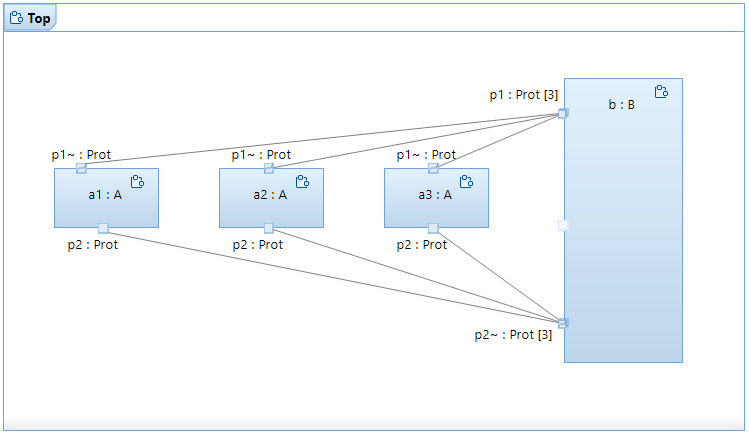 Top
p1 : Prot [3]
b : B
p1~ : Prot
p1~ : Prot
p1~ : Prot
a1 : A
a2 : A
a3 : A
p2 : Prot
p2 : Prot
p2 : Prot
p2~ : Prot [3]